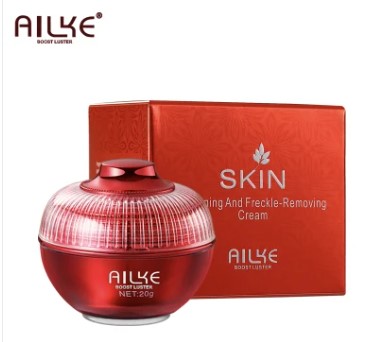 AILKE®
BOOST LUSTER
SKIN
ging And Freckle-Removing
Cream
AILKE
BOOST LUSTER
AILKE
BOOST LUSTER
NET:20g